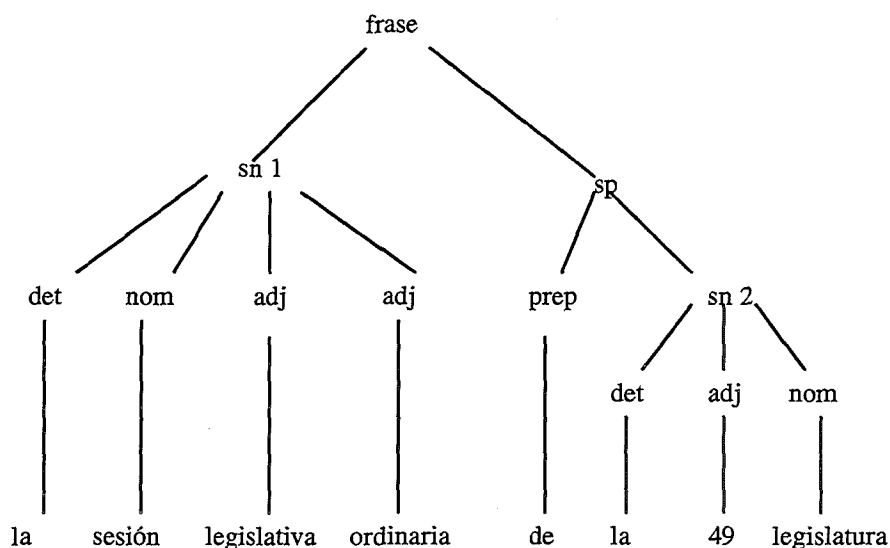 frase
sn 1
sp
det nom adj adj prep sn 2
det adj nom
la sesión legislativa ordinaria de la 49 legislatura